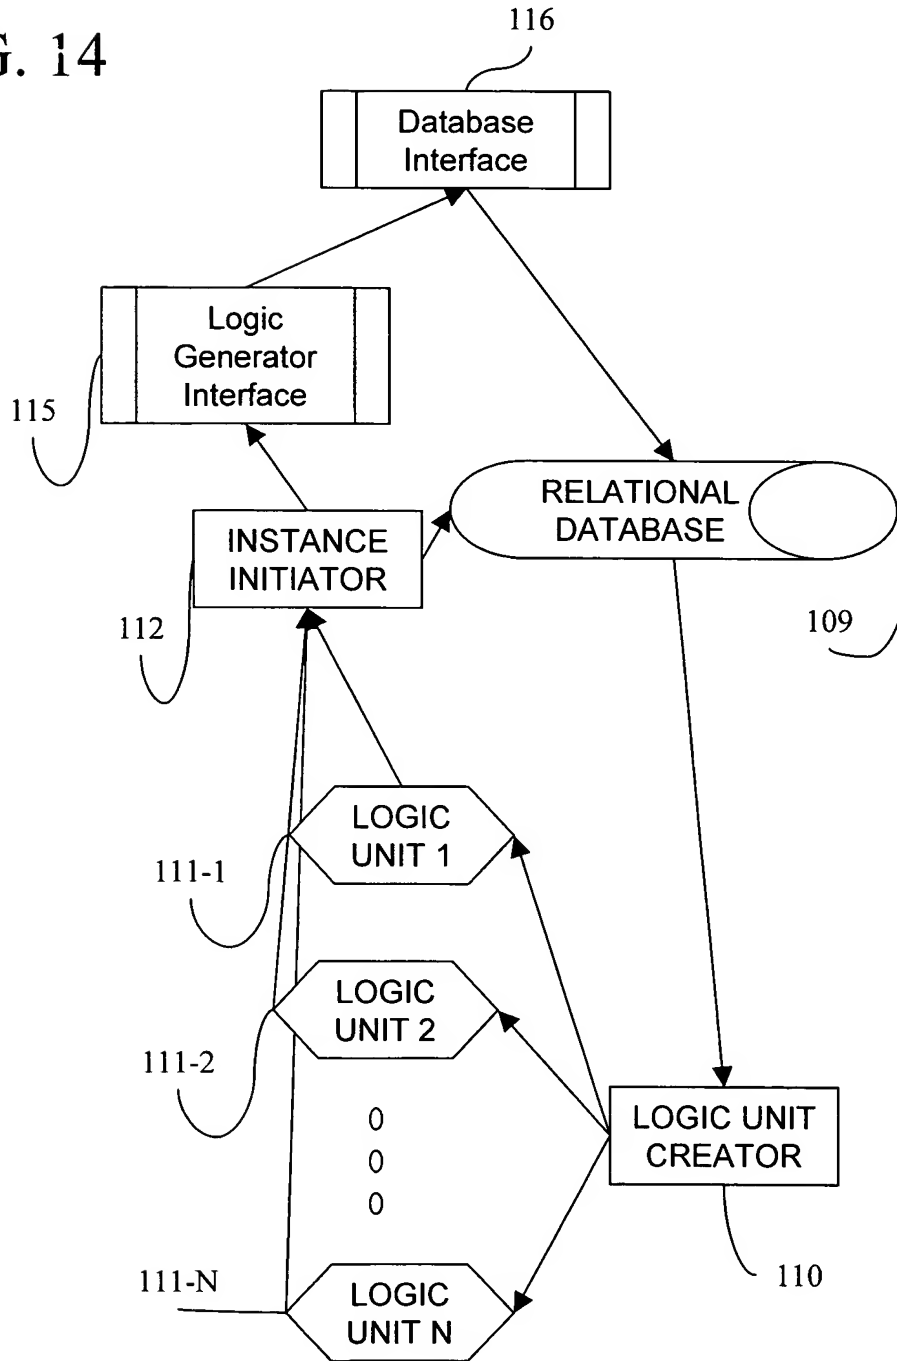 G. 14
116
Database
Interface
Logic
Generator
Interface
115
RELATIONAL
DATABASE
INSTANCE
INITIATOR
112
109
LOGIC
UNIT 1
111-1
LOGIC
UNIT 2
111-2
0
0
0
LOGIC UNIT
CREATOR
110
111-N
LOGIC
UNIT N